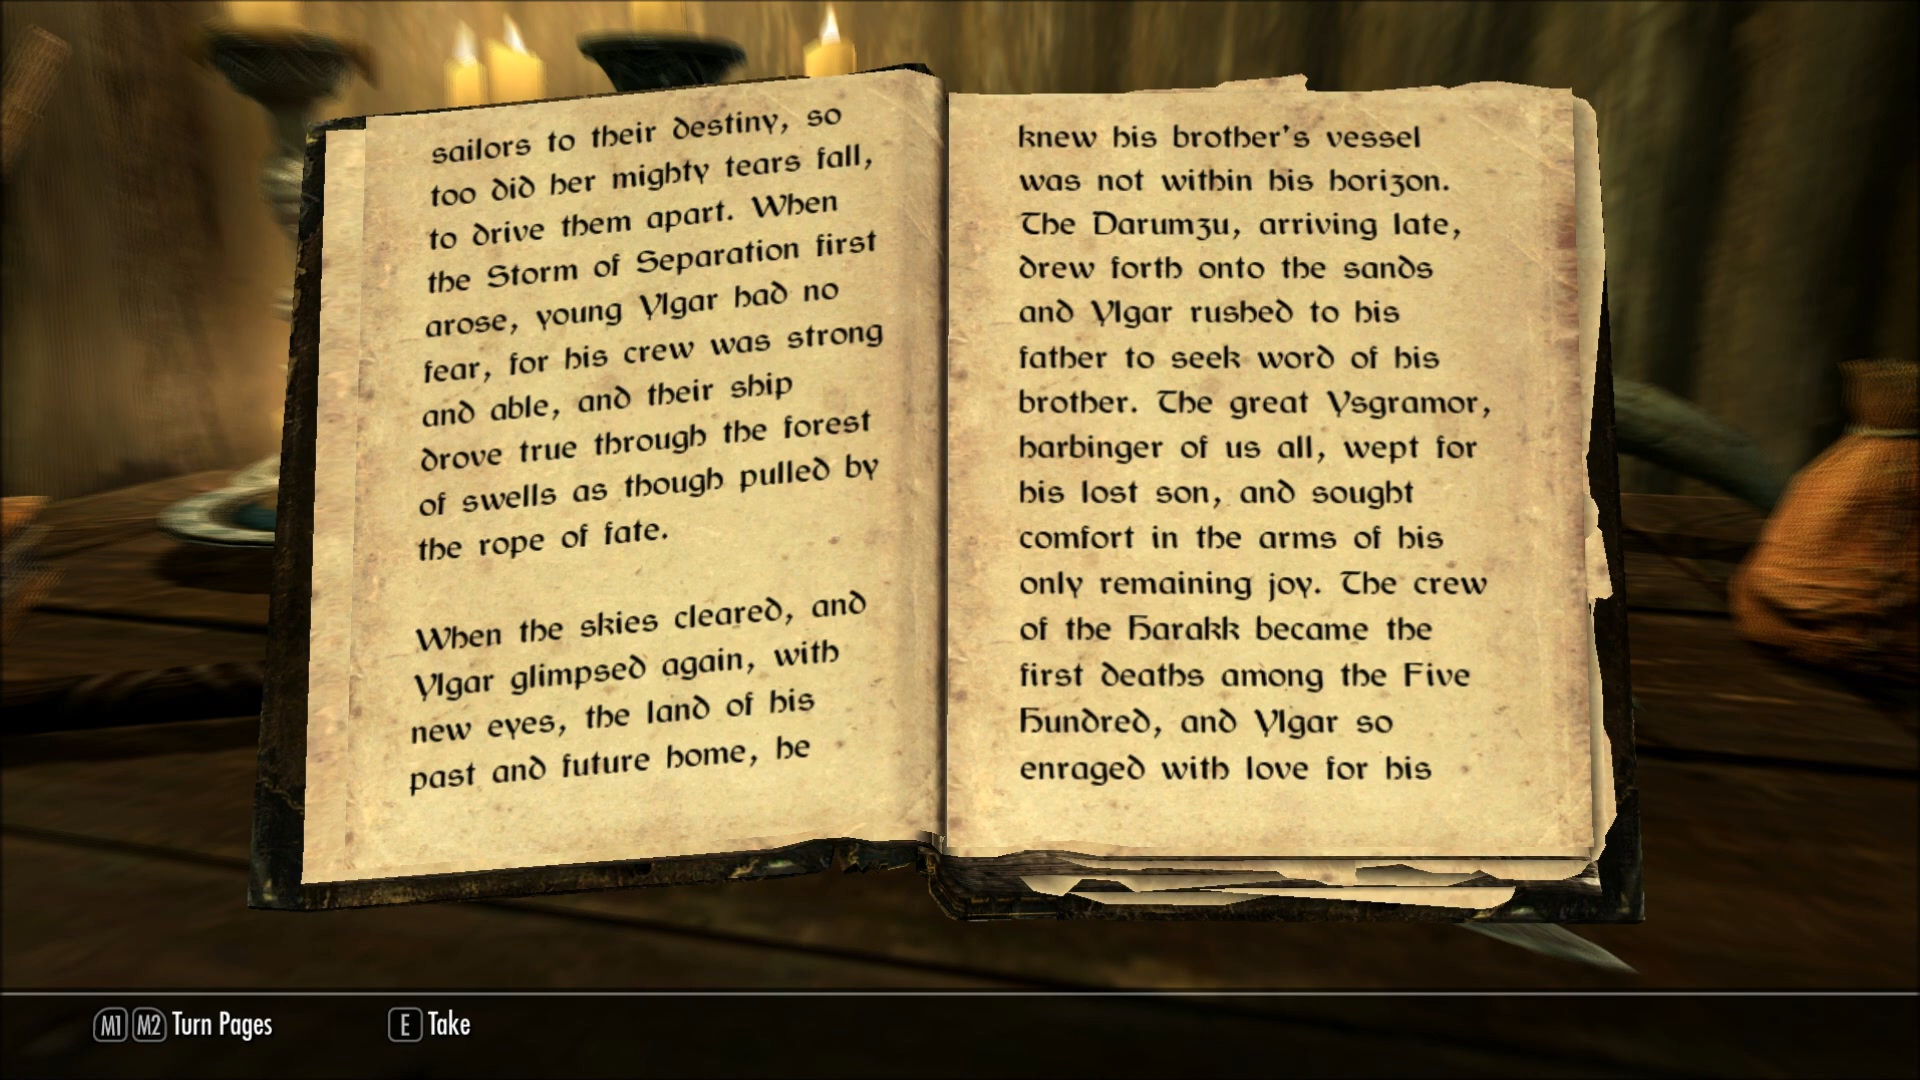 sailors to their destiny, so
too did her mighty tears fall,
to drive them apart. When
the Storm of Separation first
arose, young Ylgar had no
fear, for his crew was strong
and able, and their ship
drove true through the forest
of swells as though pulled by
the rope of fate.
When the skies cleared, and
Ylgar glimpsed again, with
new eyes, the land of his
past and future home, he
knew his brother's vessel
was not within his horizon.
The Darumzu, arriving late,
drew forth onto the sands
and Ylgar rushed to his
father to seek word of his
brother. The great Ysgramor,
harbinger of us all, wept for
his lost son, and sought
comfort in the arms of his
only remaining joy. The crew
of the Harakk became the
first deaths among the Five
Hundred, and Ylgar so
enraged with love for his
M1 M2 Turn Pages
E Take